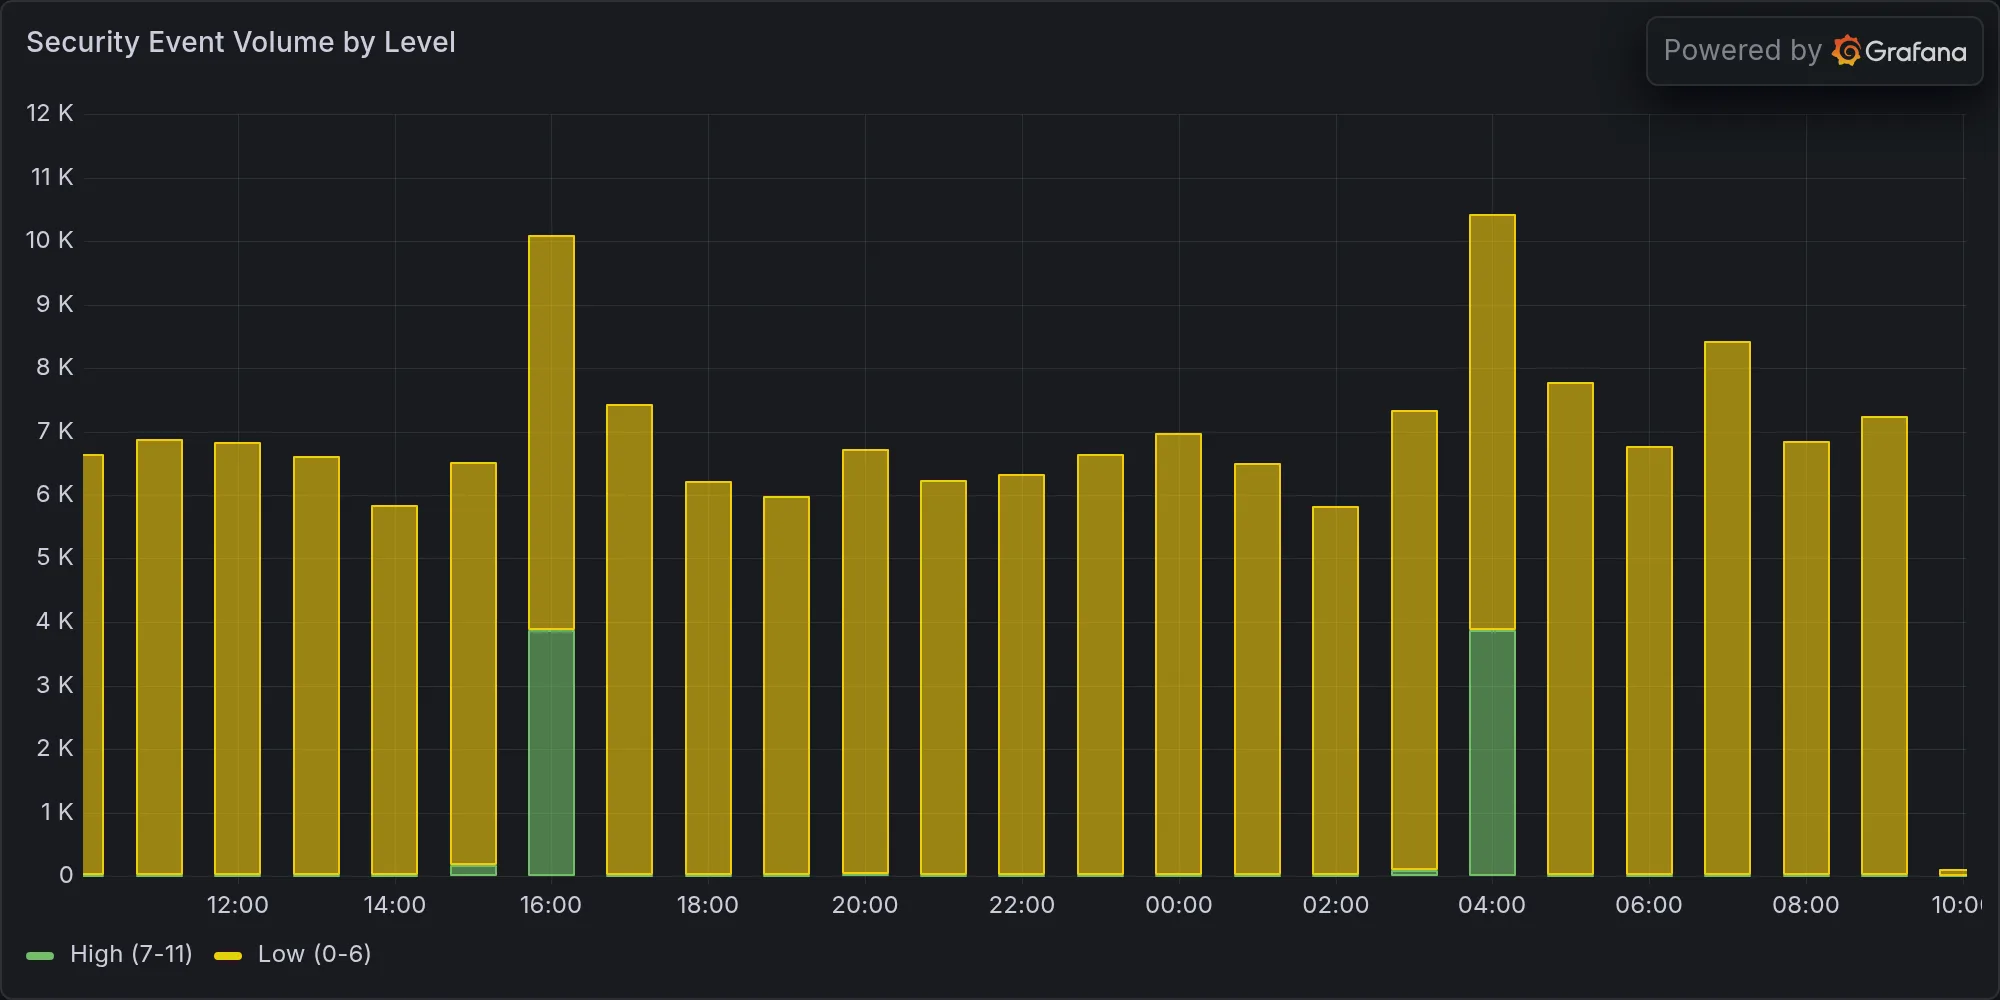 Security Event Volume by Level
Powered by Grafana
12 K
11 K
10 K
9 K
8 K
7 K
6 K
5 K
4 K
3 K
2 K
1 K
0
12:00 14:00 16:00 18:00 20:00 22:00 00:00 02:00 04:00 06:00 08:00 10:0
High (7-11) Low (0-6)